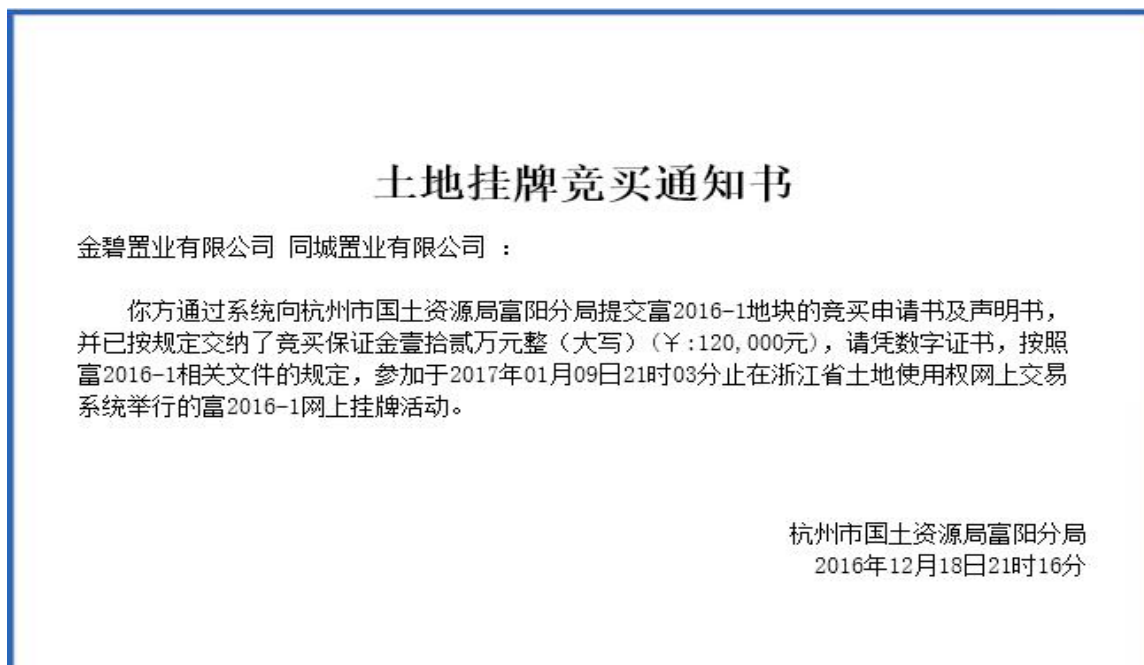 土地挂牌竞买通知书
金碧置业有限公司 同城置业有限公司 ：
你方通过系统向杭州市国土资源局富阳分局提交富2016-1地块的竞买申请书及声明书，
并已按规定交纳了竞买保证金壹拾贰万元整（大写）（￥:120,000元），请凭数字证书，按照
富2016-1相关文件的规定，参加于2017年01月09日21时03分止在浙江省土地使用权网上交易
系统举行的富2016-1网上挂牌活动。
杭州市国土资源局富阳分局
2016年12月18日21时16分